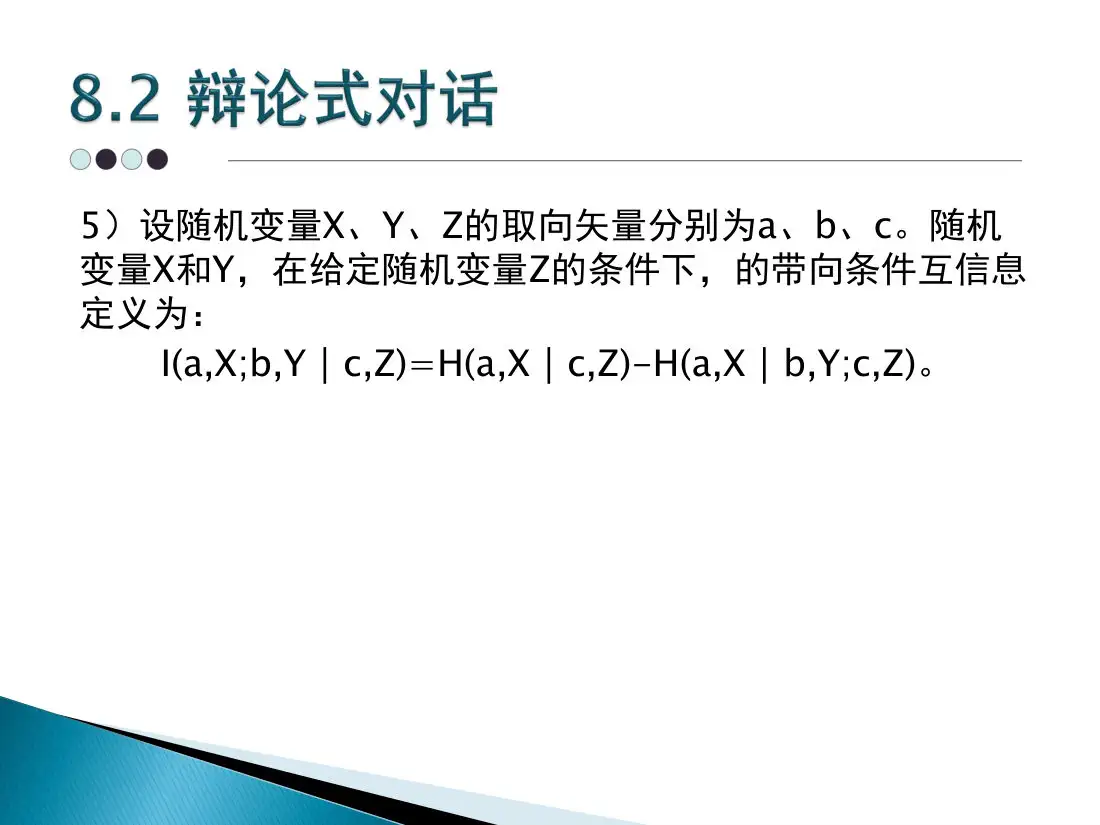 8.2 辩论式对话
5）设随机变量X、Y、Z的取向矢量分别为a、b、c。随机
变量X和Y，在给定随机变量Z的条件下，的带向条件互信息
定义为：
I(a,X;b,Y | c,Z)=H(a,X | c,Z)-H(a,X | b,Y;c,Z)。